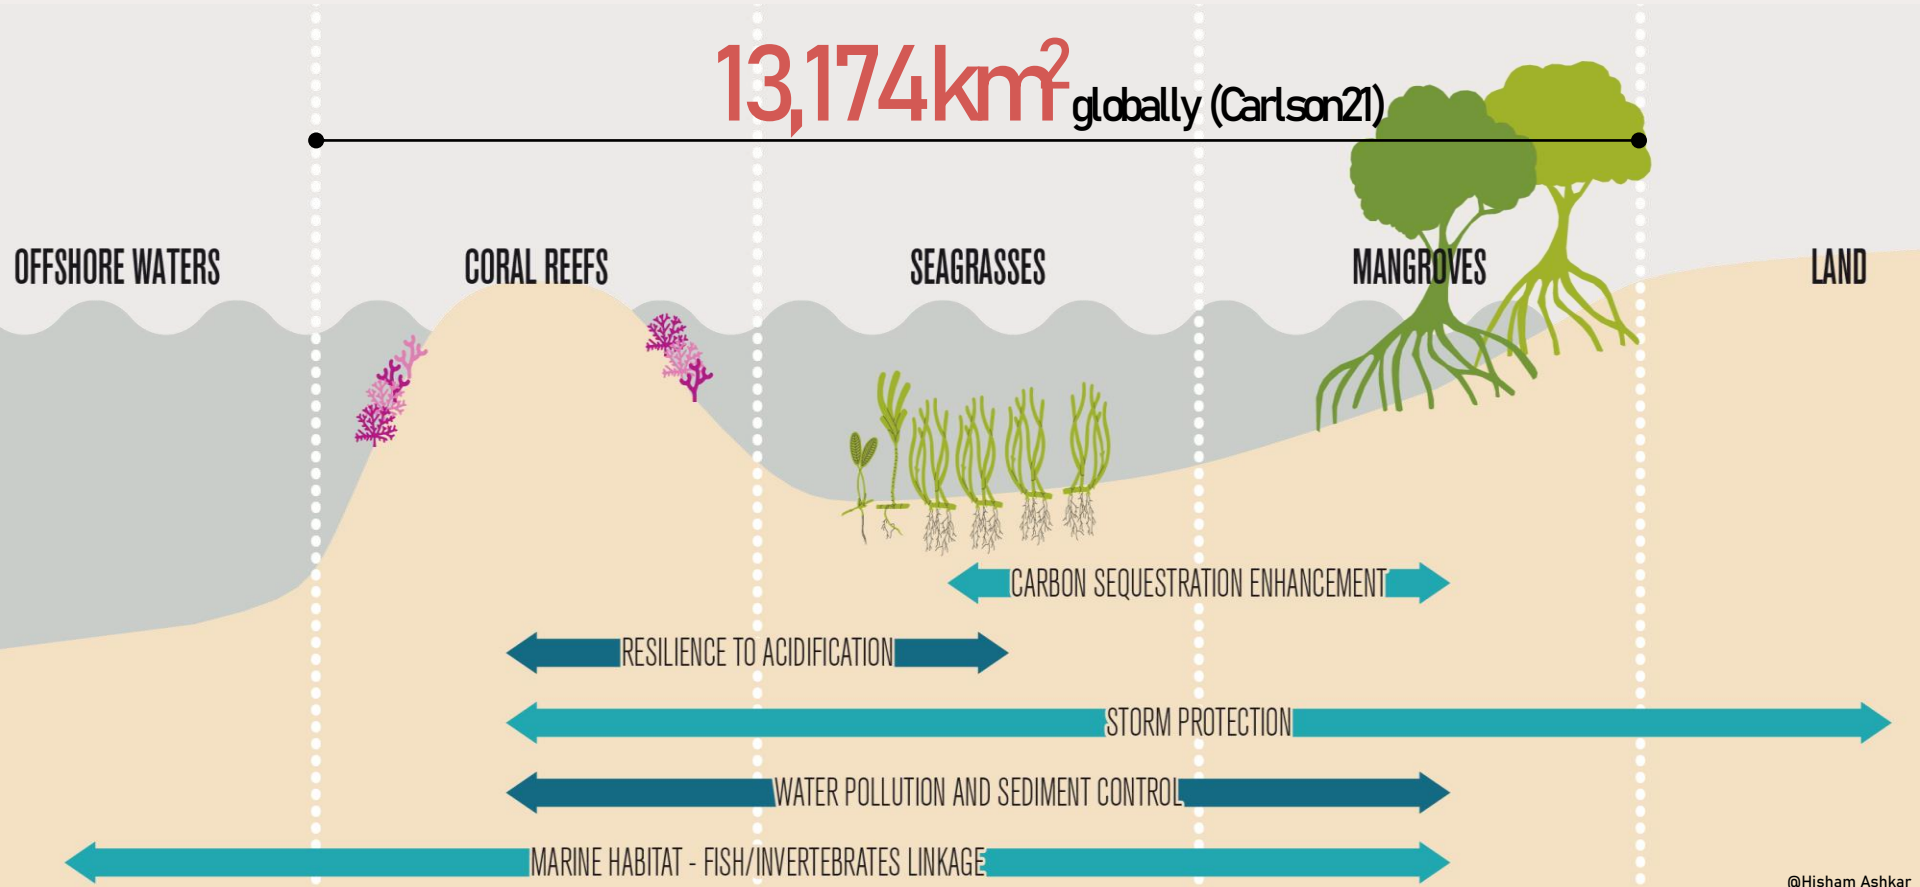 13,174km² globally (Carlson21)
OFFSHORE WATERS
CORAL REEFS
SEAGRASSES
MANGROVES
LAND
CARBON SEQUESTRATION ENHANCEMENT
RESILIENCE TO ACIDIFICATION
STORM PROTECTION
WATER POLLUTION AND SEDIMENT CONTROL
MARINE HABITAT - FISH/INVERTEBRATES LINKAGE
@Hisham Ashkar